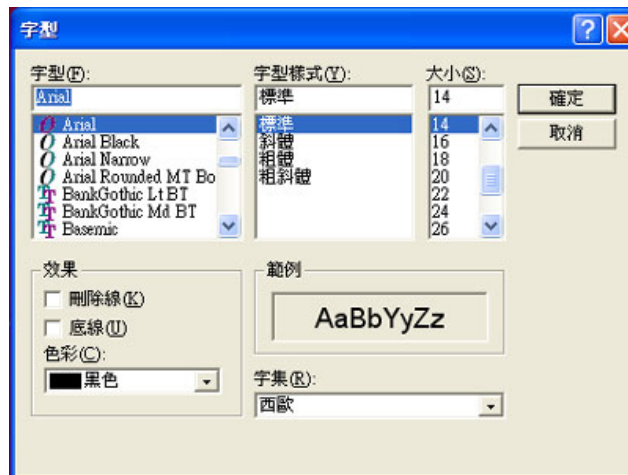 字型
字型(F):
Arial
Arial
Arial Black
Arial Narrow
Arial Rounded MT Bo
BankGothic Lt BT
BankGothic Md BT
Basemic
字型樣式(Y):
標準
標準
斜體
粗體
粗斜體
大小(S):
14
14
16
18
20
22
24
26
確定
取消
效果
刪除線(K)
底線(U)
色彩(C):
黑色
範例
AaBbYyZz
字集(R):
西歐